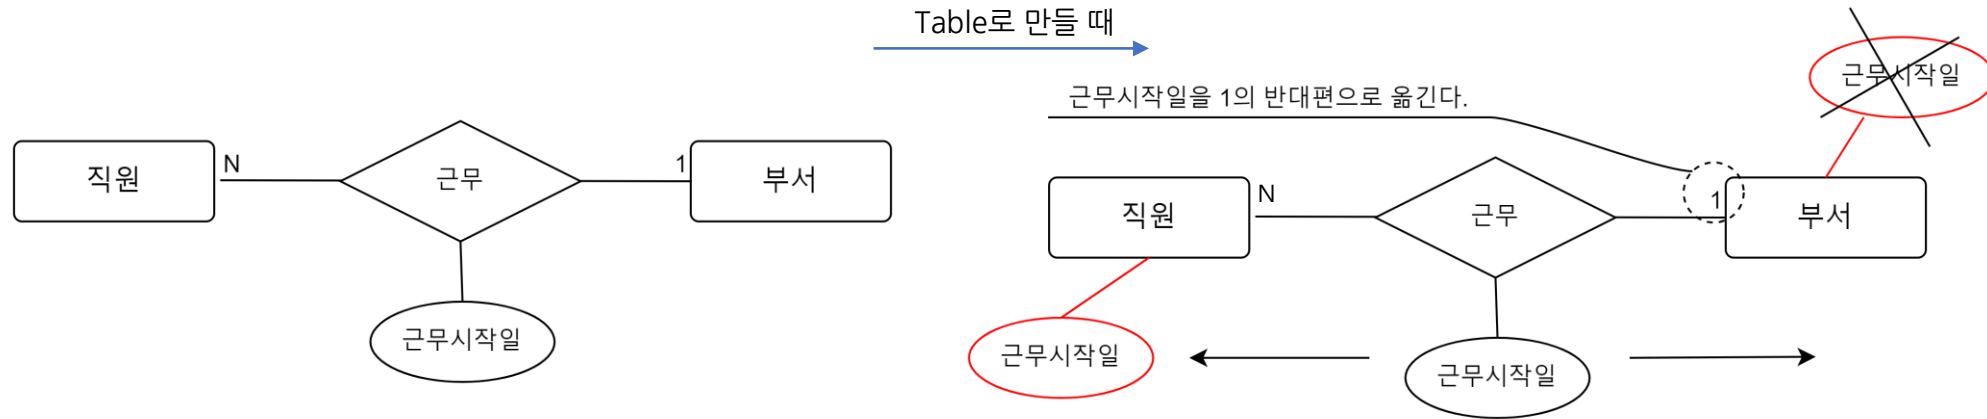 Table로 만들 때
직원
N
근무
1
부서
근무시작일
근무시작일을 1의 반대편으로 옮긴다.
근무시작일
직원
N
근무
1
부서
근무시작일
근무시작일